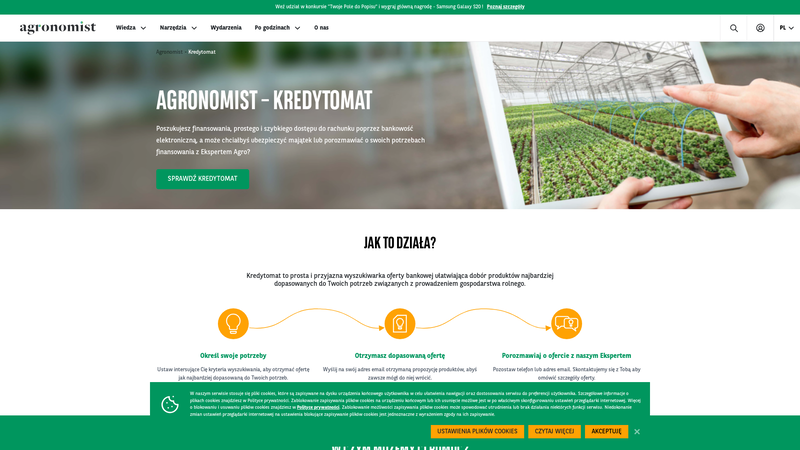 Weź udział w konkursie "Twoje Pole do Popisu" i wygraj główną nagrodę - Samsung Galaxy S20 ! Poznaj szczegóły
agronomist Wiedza Narzędzia Wydarzenia Po godzinach O nas PL
Agronomist Kredytomat
AGRONOMIST – KREDYTOMAT
Poszukujesz finansowania, prostego i szybkiego dostępu do rachunku poprzez bankowość
elektroniczną, a może chciałbyś ubezpieczyć majątek lub porozmawiać o swoich potrzebach
finansowania z Ekspertem Agro?
SPRAWDŹ KREDYTOMAT
JAK TO DZIAŁA?
Kredytomat to prosta i przyjazna wyszukiwarka oferty bankowej ułatwiająca dobór produktów najbardziej
dopasowanych do Twoich potrzeb związanych z prowadzeniem gospodarstwa rolnego.
Określ swoje potrzeby
Ustaw interesujące Cię kryteria wyszukiwania, aby otrzymać ofertę
jak najbardziej dopasowaną do Twoich potrzeb.
Otrzymasz dopasowaną ofertę
Wyślij na swój adres email otrzymaną propozycję produktów, abyś
zawsze mógł do niej wrócić.
Porozmawiaj o ofercie z naszym Ekspertem
Pozostaw telefon lub adres email. Skontaktujemy się z Tobą aby
omówić szczegóły oferty.
W naszym serwisie stosuje się pliki cookies, które są zapisywane na dysku urządzenia końcowego użytkownika w celu ułatwienia nawigacji oraz dostosowania serwisu do preferencji użytkownika. Szczegółowe informacje o
plikach cookies znajdziesz w Polityce prywatności. Zablokowanie zapisywania plików cookies na urządzeniu końcowym lub ich usunięcie możliwe jest w po właściwym skonfigurowaniu ustawień przeglądarki internetowej. Więcej
o blokowaniu i usuwaniu plików cookies znajdziesz w Polityce prywatności. Zablokowanie możliwości zapisywania plików cookies może spowodować utrudnienia lub brak działania niektórych funkcji serwisu. Niedokonanie
zmian ustawień przeglądarki internetowej na ustawienia blokujące zapisywanie plików cookies jest jednoznaczne z wyrażeniem zgody na ich zapisywanie.
USTAWIENIA PLIKÓW COOKIES CZYTAJ WIĘCEJ AKCEPTUJĘ